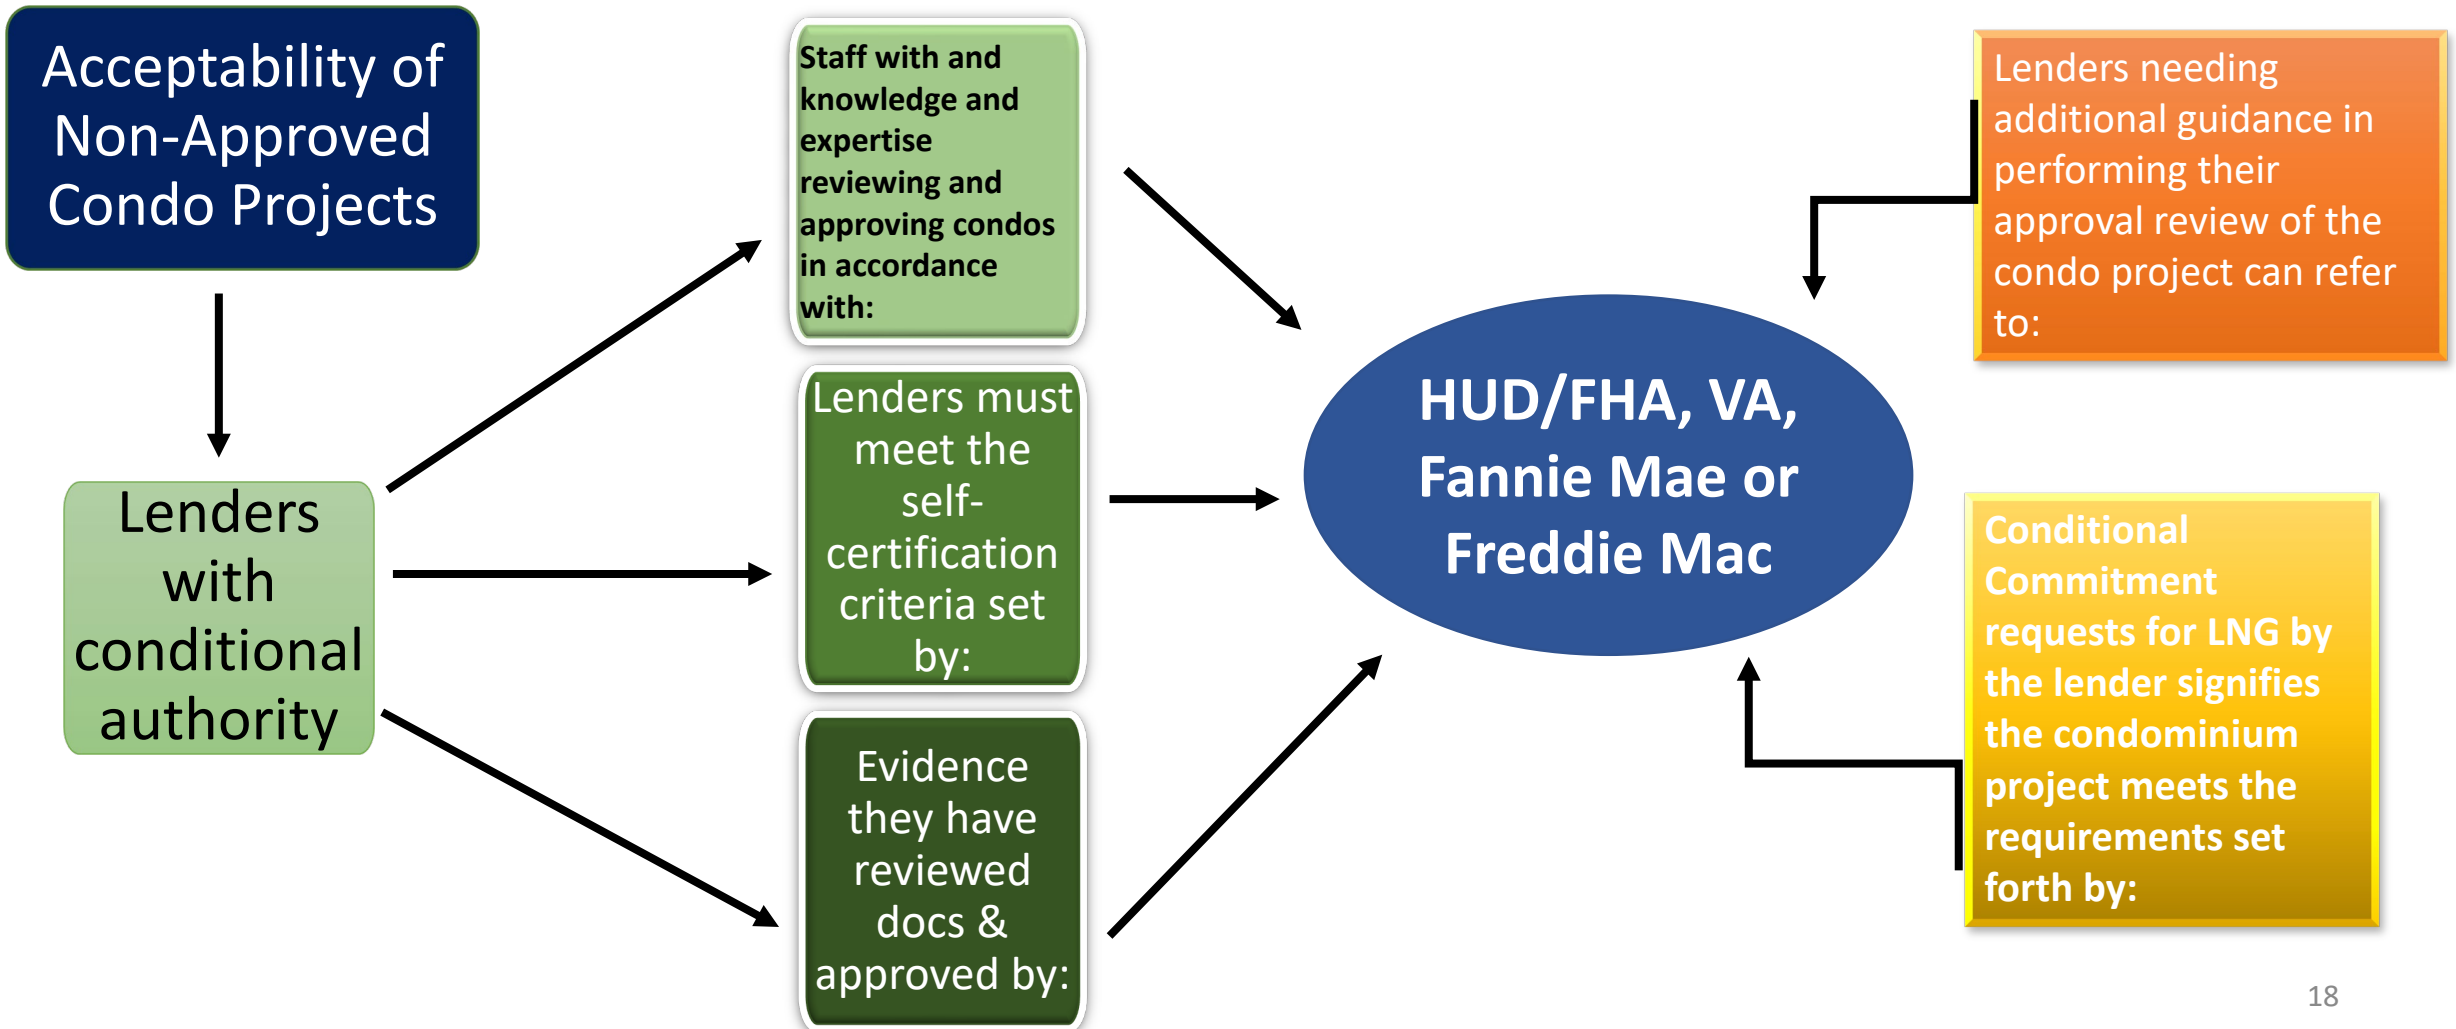 Acceptability of
Non-Approved
Condo Projects
Lenders
with
conditional
authority
Staff with and
knowledge and
expertise
reviewing and
approving condos
in accordance
with:
Lenders must
meet the
self-
certification
criteria set
by:
Evidence
they have
reviewed
docs &
approved by:
HUD/FHA, VA,
Fannie Mae or
Freddie Mac
Lenders needing
additional guidance in
performing their
approval review of the
condo project can refer
to:
Conditional
Commitment
requests for LNG by
the lender signifies
the condominium
project meets the
requirements set
forth by:
18